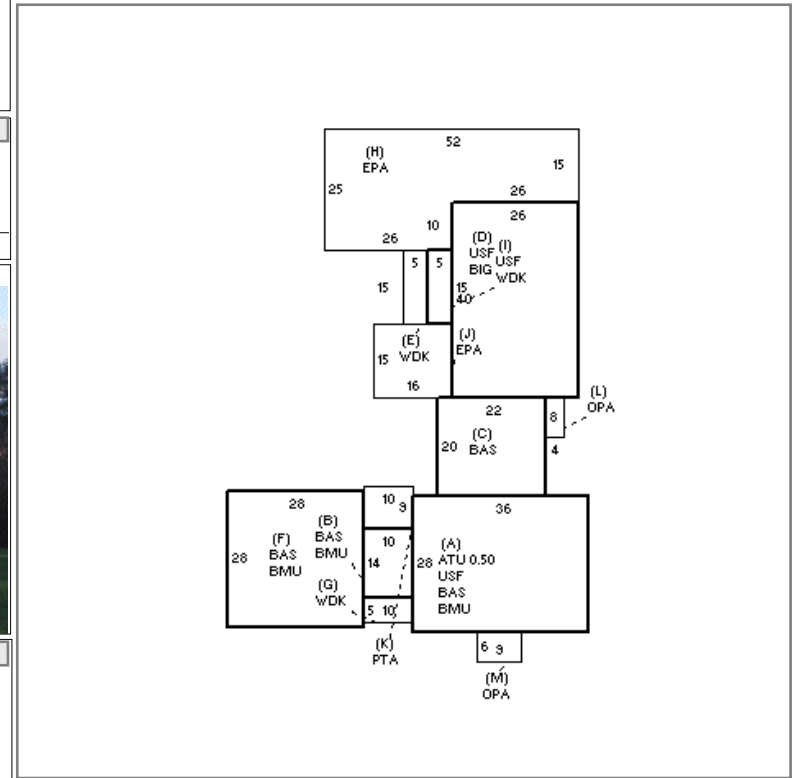 52
(H)
EPA
15
25
26
26
10
26
(D)
USF
BIG
(I)
USF
WDK
5
5
15
15
40
(E)
WDK
(J)
EPA
15
16
(L)
OPA
22
8
(C)
BAS
20
4
10
9
28
36
(B)
BAS
BMU
10
(F)
BAS
BMU
28
14
28
(A)
ATU 0.50
USF
BAS
BMU
(G)
WDK
5
10
(K)
PTA
6
9
(M)
OPA